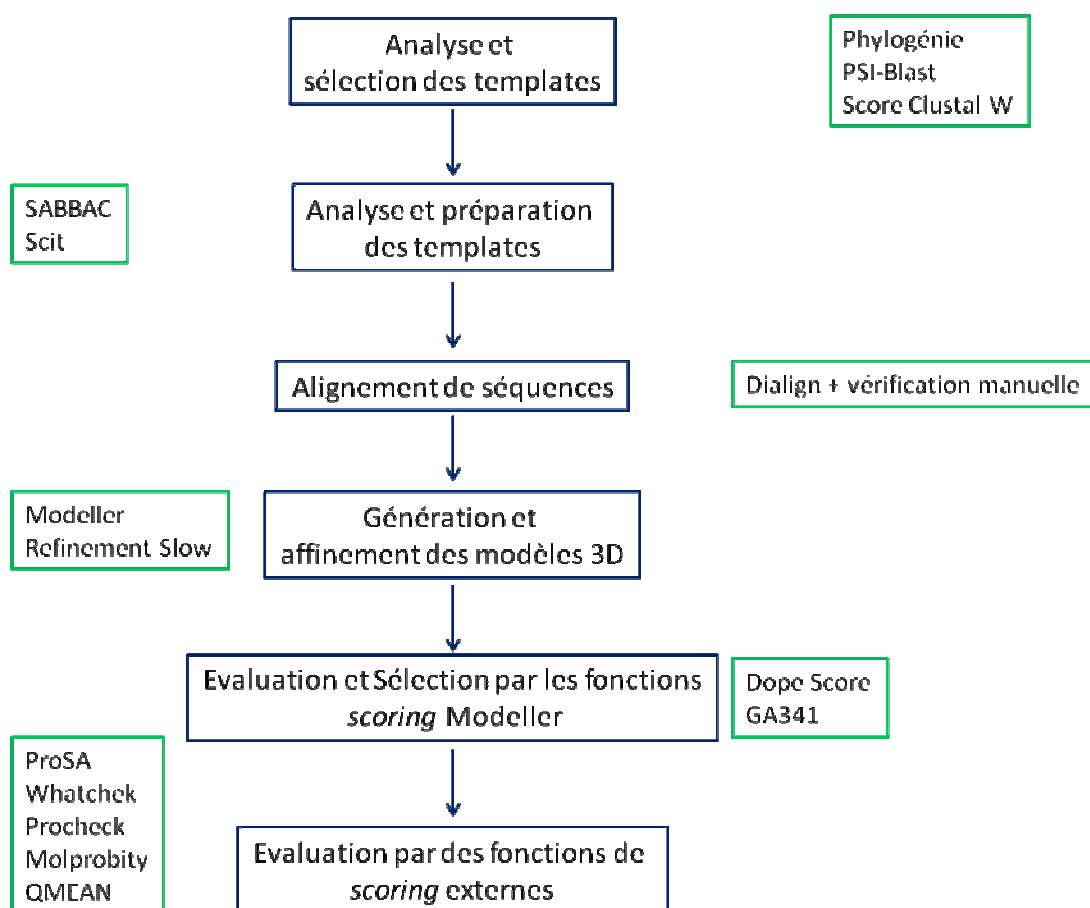 Analyse et
sélection des templates
Phylogénie
PSI-Blast
Score Clustal W
SABBAC
Scit
Analyse et préparation
des templates
Alignement de séquences
Dialign + vérification manuelle
Modeller
Refinement Slow
Génération et
affinement des modèles 3D
Evaluation et Sélection par les fonctions
scoring Modeller
Dope Score
GA341
ProSA
Whatchek
Procheck
Molprobity
QMEAN
Evaluation par des fonctions de
scoring externes